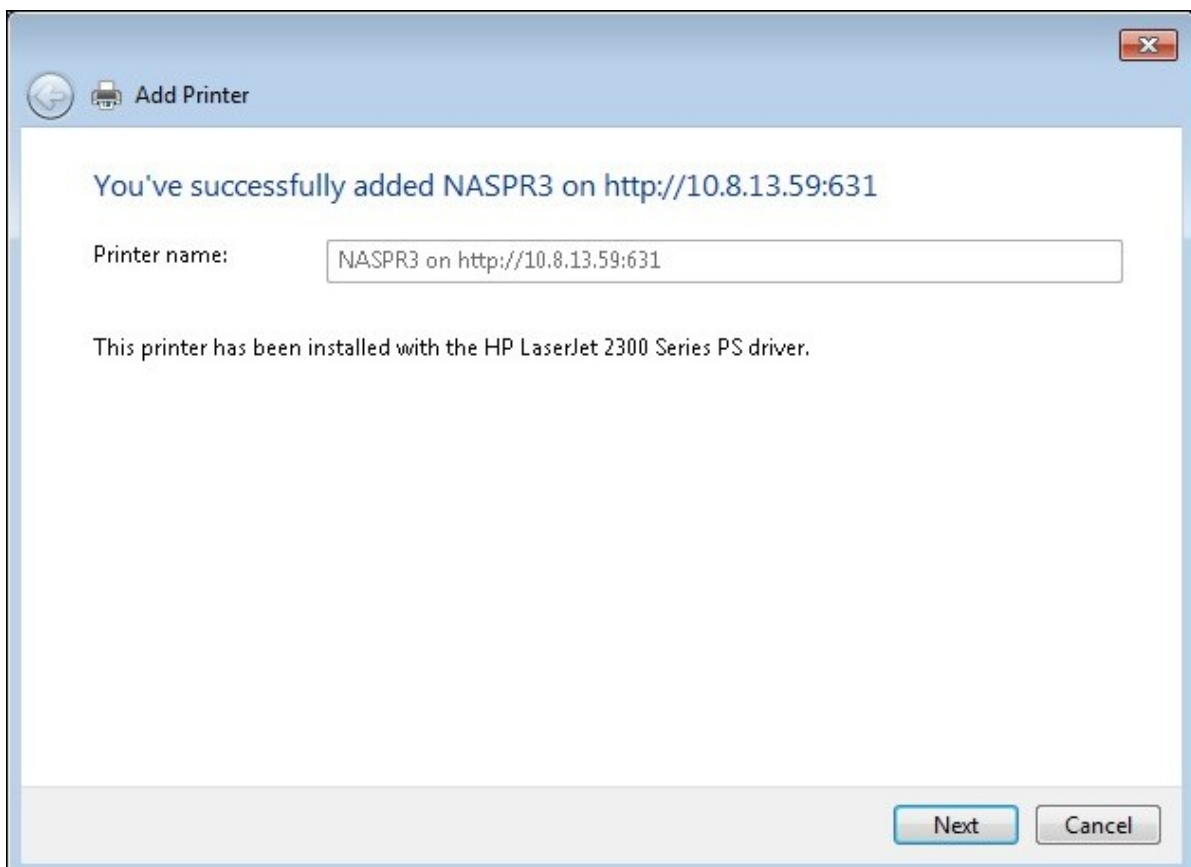 Add Printer
You've successfully added NASPR3 on http://10.8.13.59:631
Printer name:
NASPR3 on http://10.8.13.59:631
This printer has been installed with the HP LaserJet 2300 Series PS driver.
Next
Cancel